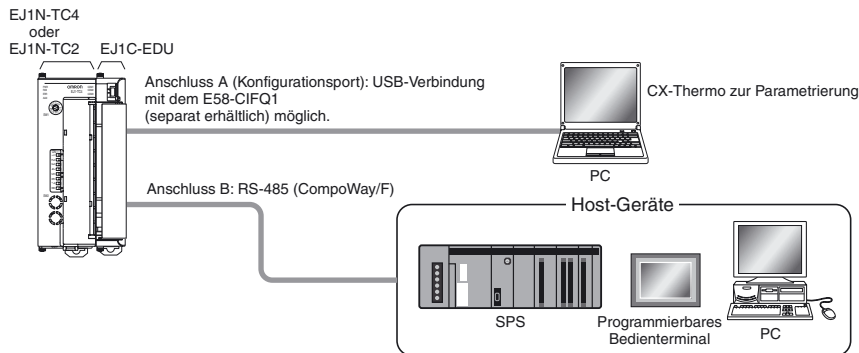 EJ1N-TC4
oder
EJ1N-TC2 EJ1C-EDU
Anschluss A (Konfigurationsport): USB-Verbindung
mit dem E58-CIFQ1
(separat erhältlich) möglich.
CX-Thermo zur Parametrierung
PC
Anschluss B: RS-485 (CompoWay/F)
Host-Geräte
SPS
Programmierbares
Bedienterminal
PC
omron